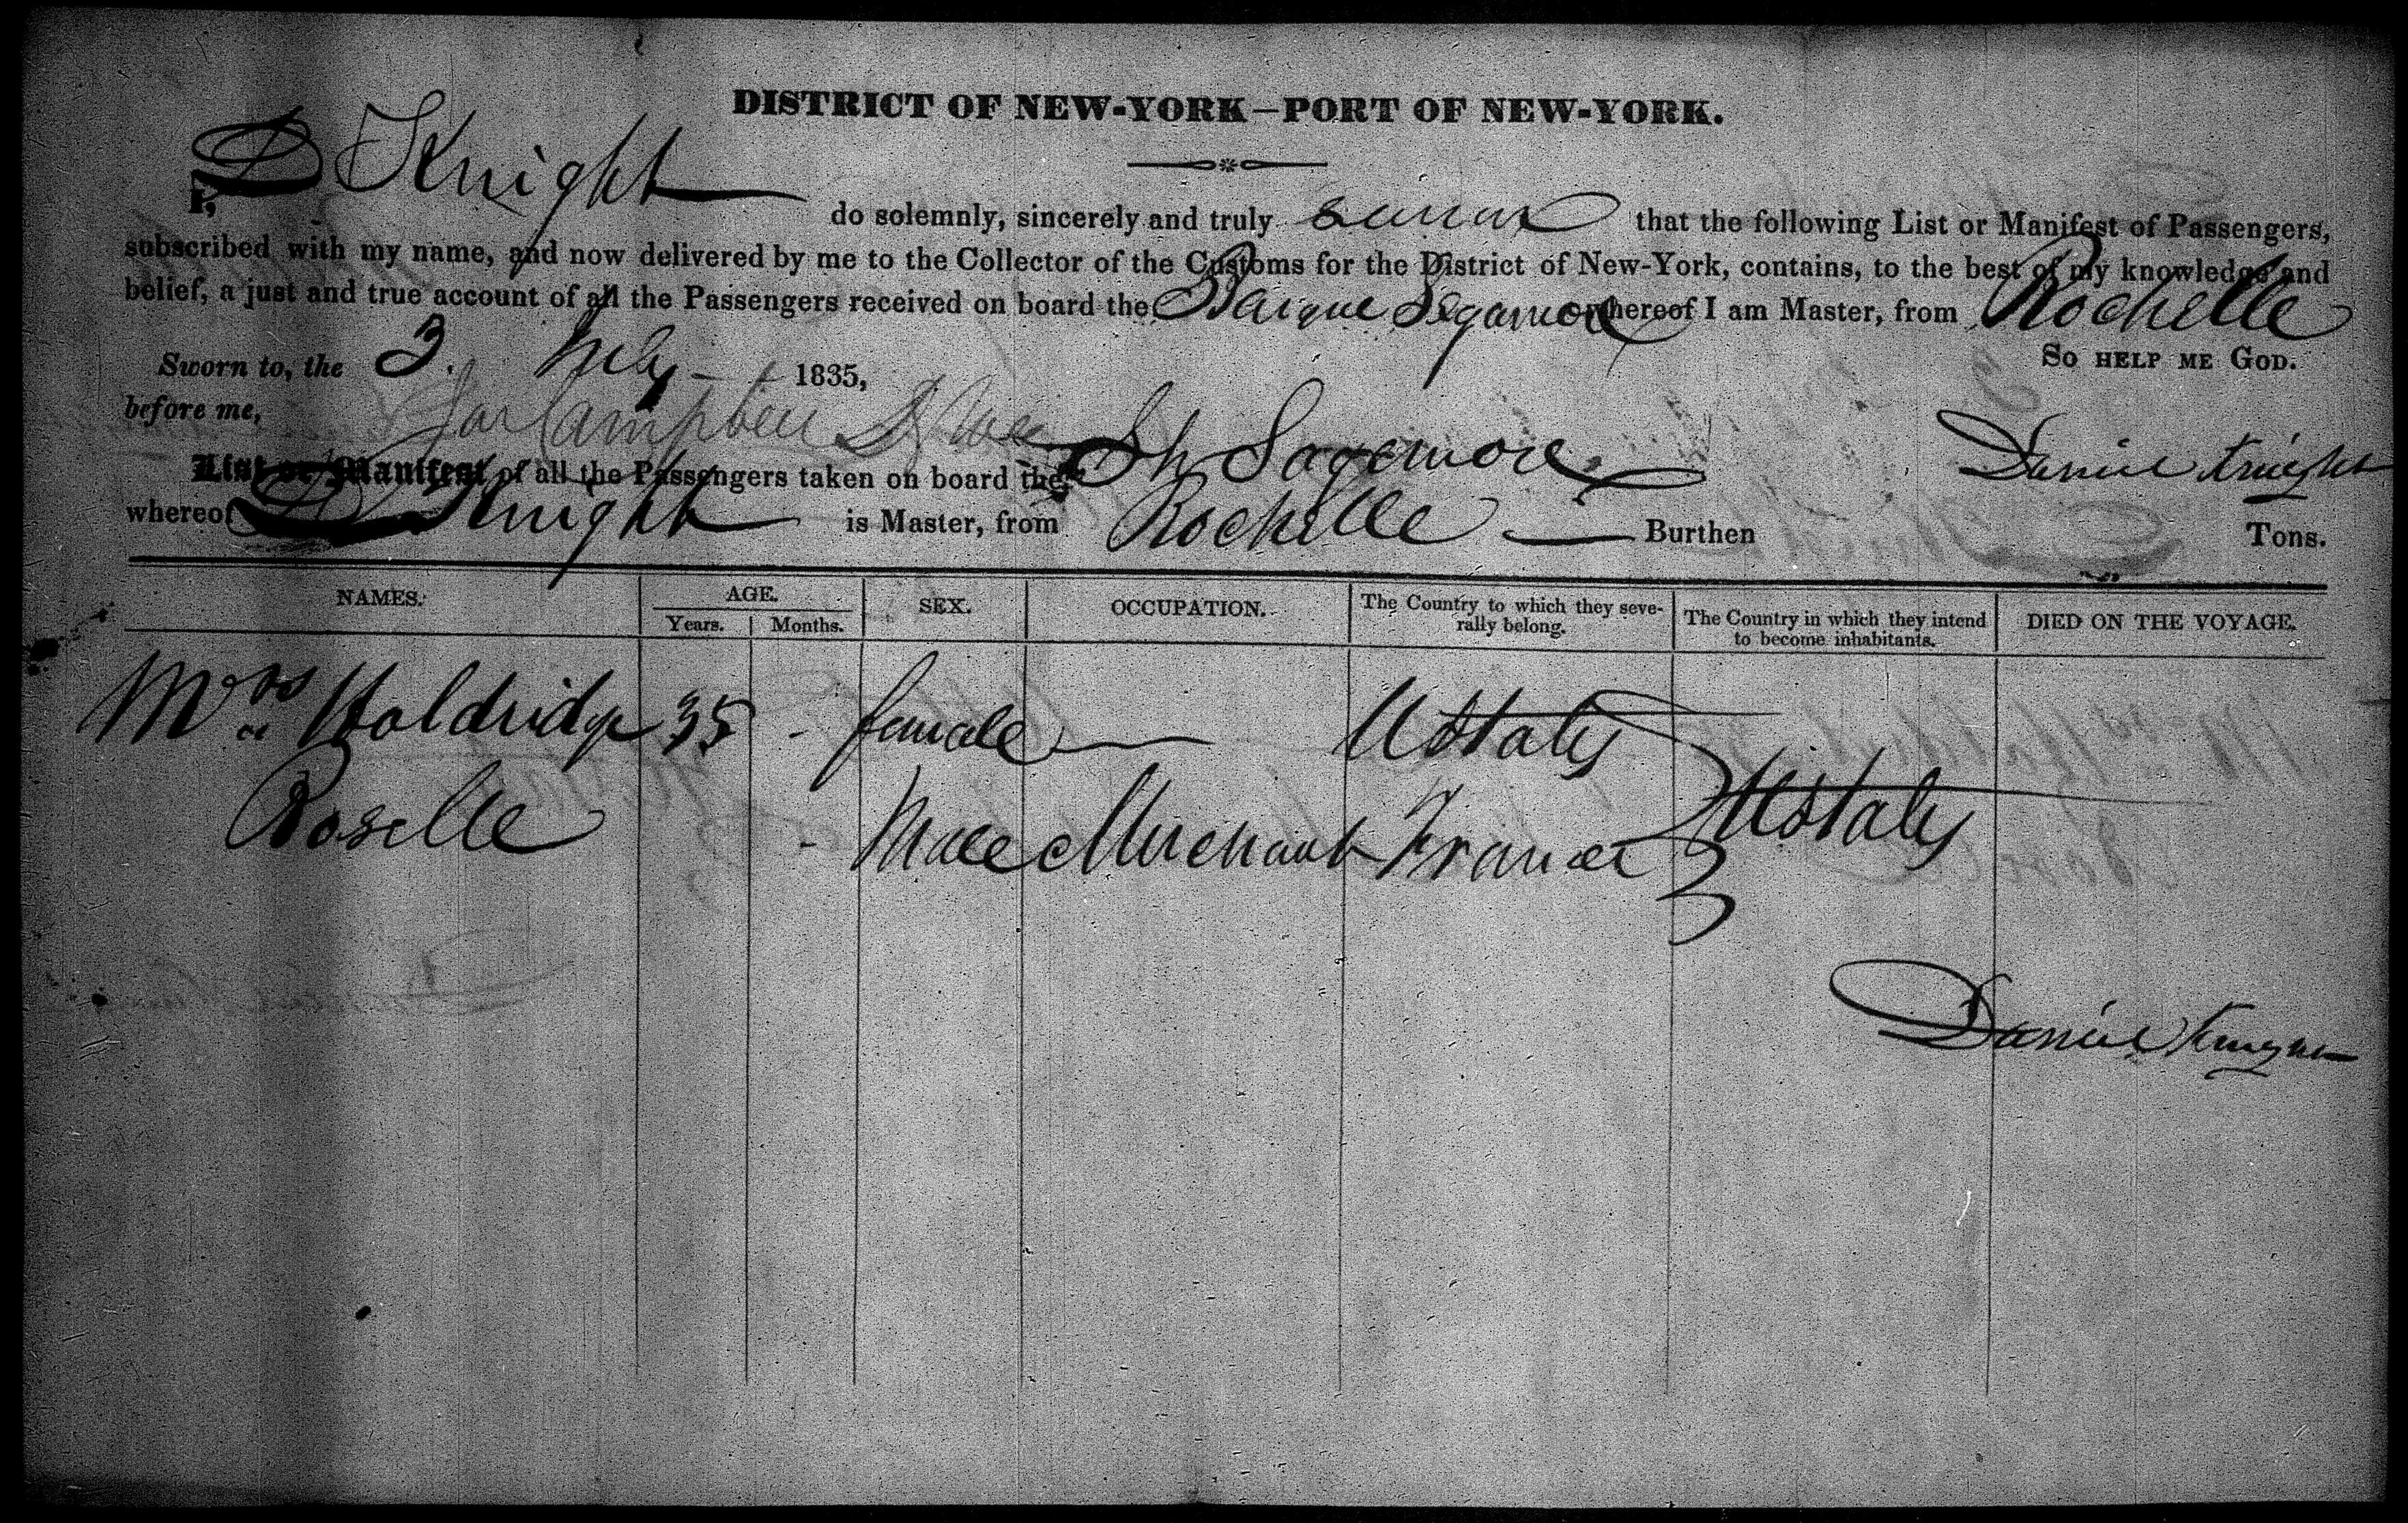 DISTRICT OF NEW-YORK—PORT OF NEW-YORK.
I, D Knight do solemnly, sincerely and truly swear that the following List or Manifest of Passengers,
subscribed with my name, and now delivered by me to the Collector of the Customs for the District of New-York, contains, to the best of my knowledge and
belief, a just and true account of all the Passengers received on board the Barque Segamore whereof I am Master, from Rochelle
So help me God.
Sworn to, the 3. July 1835,
before me, Campbell
Daniel Knight
List or Manifest of all the Passengers taken on board the Sh Sagemore
whereof D Knight is Master, from Rochelle Burthen Tons.
NAMES. AGE. SEX. OCCUPATION. The Country to which they seve-rally belong. The Country in which they intend to become inhabitants. DIED ON THE VOYAGE.
Years. Months.
Mrs Holdridge 35 - female U States
Roselle - Male Merchant France U States
Daniel Knight